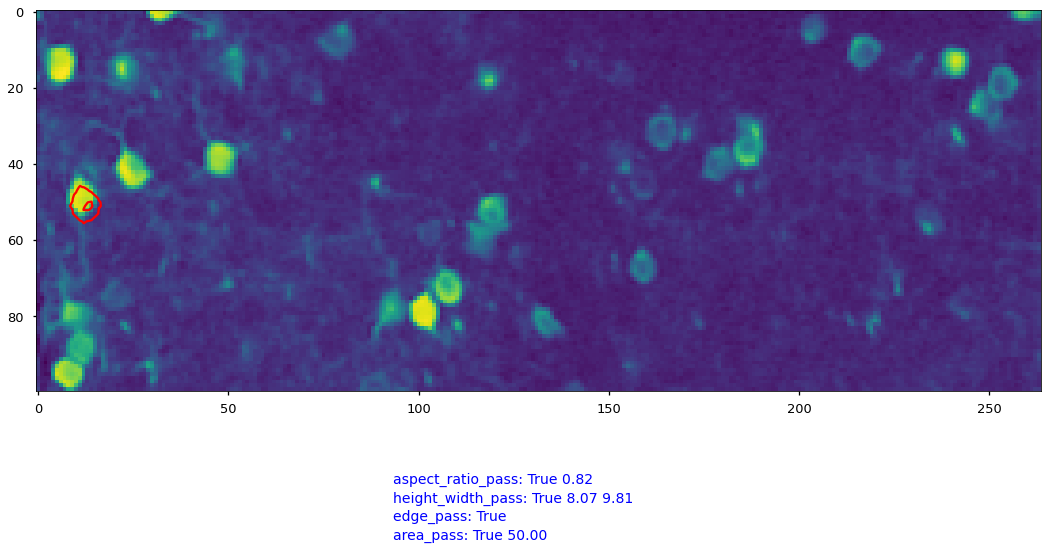 0
20
40
60
80
0
50
100
150
200
250
aspect_ratio_pass: True 0.82
height_width_pass: True 8.07 9.81
edge_pass: True
area_pass: True 50.00